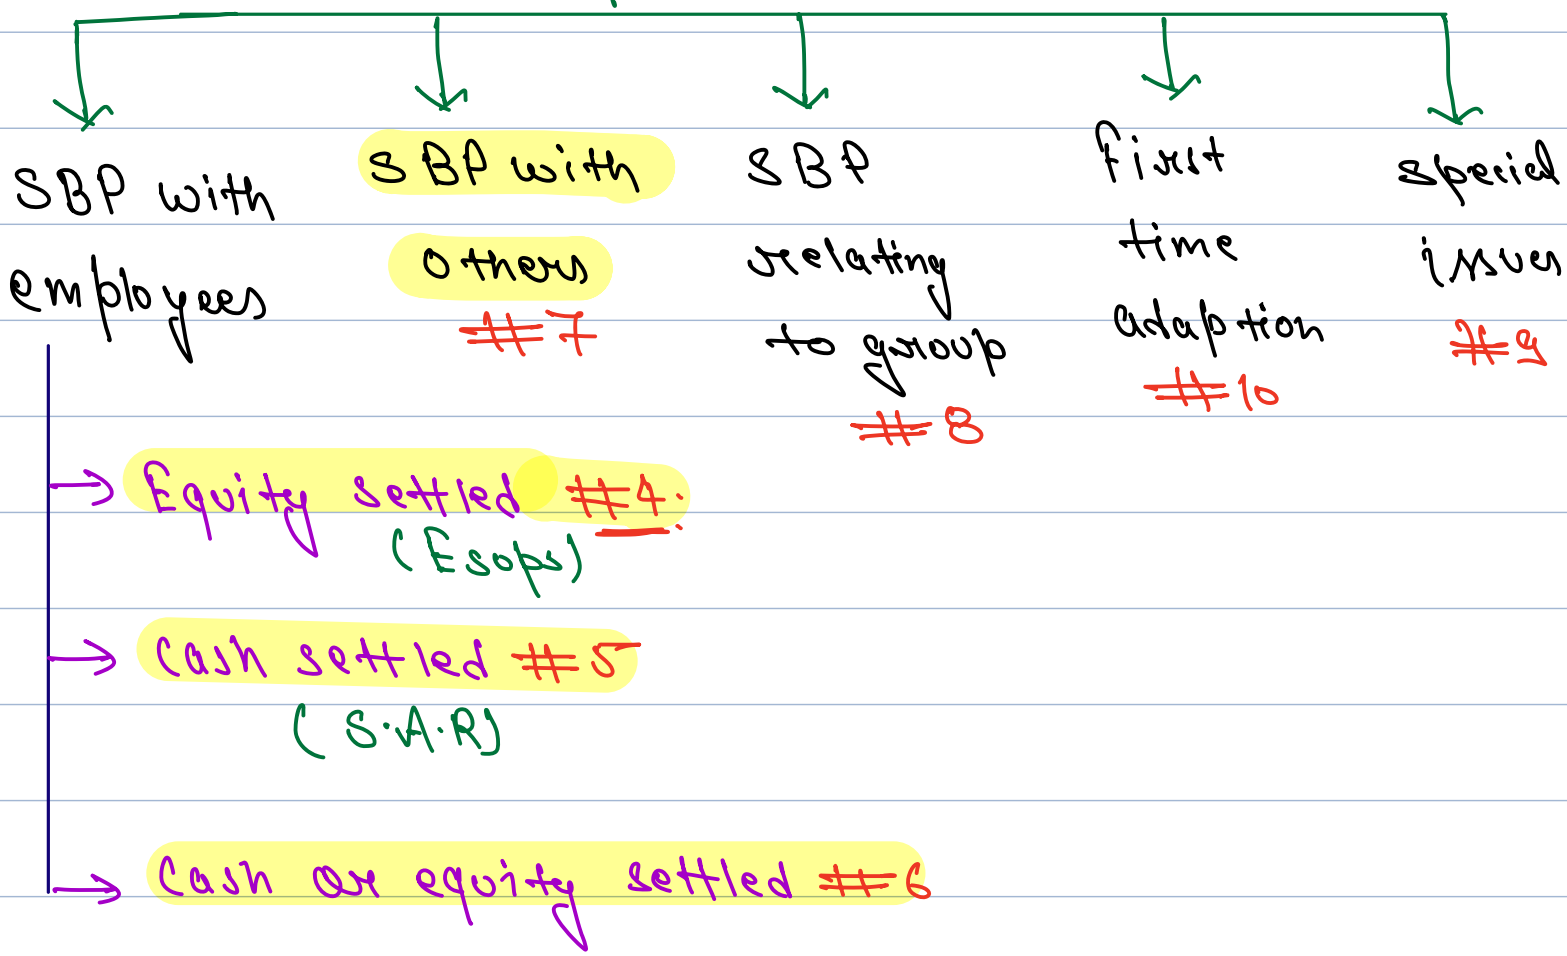 SBP with
employees
SBP with
others
#7
SBP
relating
to group
#8
First
time
adaption
#10
special
issues
#9
Equity settled #4:
(Esops)
Cash settled #5
(S.A.R)
Cash or equity settled #6